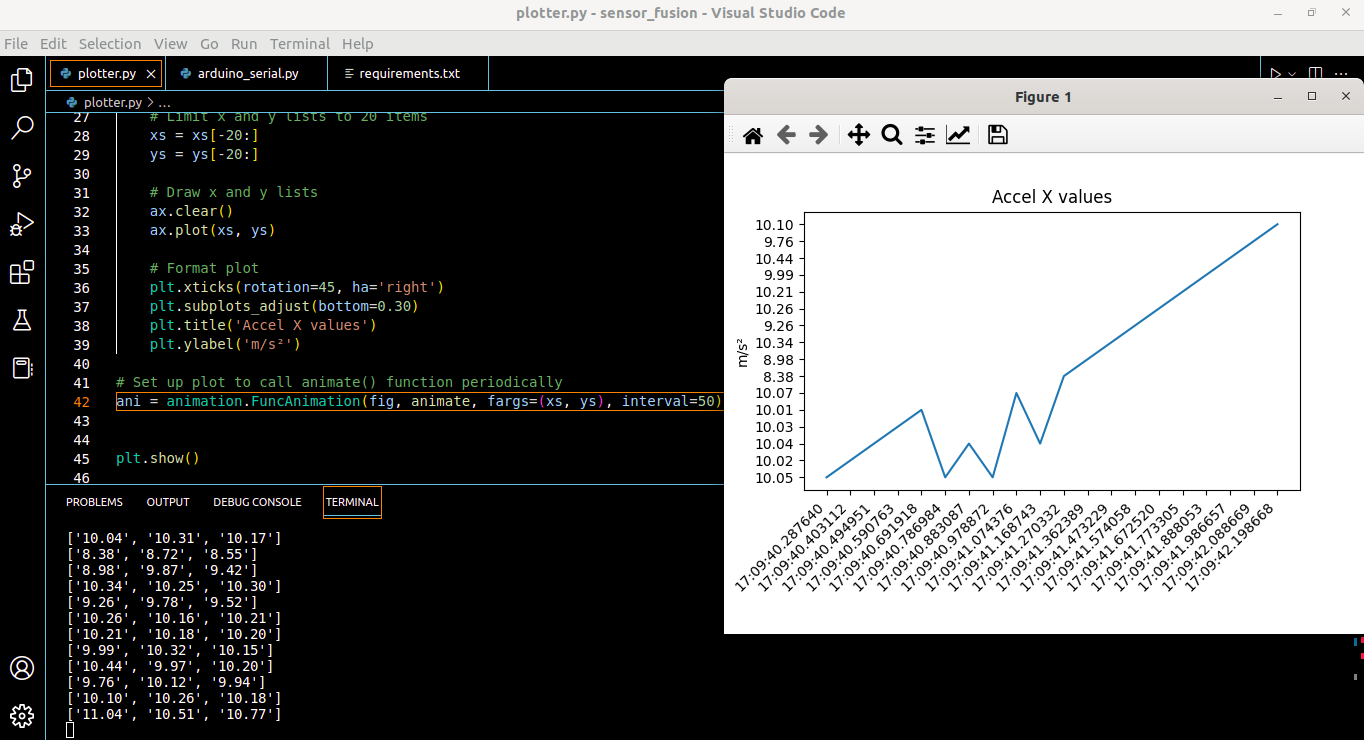 plotter.py - sensor_fusion - Visual Studio Code
File Edit Selection View Go Run Terminal Help
plotter.py arduino_serial.py requirements.txt
plotter.py > ...
27 # Limit x and y lists to 20 items
28 xs = xs[-20:]
29 ys = ys[-20:]
30
31 # Draw x and y lists
32 ax.clear()
33 ax.plot(xs, ys)
34
35 # Format plot
36 plt.xticks(rotation=45, ha='right')
37 plt.subplots_adjust(bottom=0.30)
38 plt.title('Accel X values')
39 plt.ylabel('m/s²')
40
41 # Set up plot to call animate() function periodically
42 ani = animation.FuncAnimation(fig, animate, fargs=(xs, ys), interval=50)
43
44
45 plt.show()
46
PROBLEMS OUTPUT DEBUG CONSOLE TERMINAL
['10.04', '10.31', '10.17']
['8.38', '8.72', '8.55']
['8.98', '9.87', '9.42']
['10.34', '10.25', '10.30']
['9.26', '9.78', '9.52']
['10.26', '10.16', '10.21']
['10.21', '10.18', '10.20']
['9.99', '10.32', '10.15']
['10.44', '9.97', '10.20']
['9.76', '10.12', '9.94']
['10.10', '10.26', '10.18']
['11.04', '10.51', '10.77']
Figure 1
Accel X values
m/s²
10.10
9.76
10.44
9.99
10.21
10.26
9.26
10.34
8.98
8.38
10.07
10.01
10.03
10.04
10.02
10.05
17:09:40.287640
17:09:40.403112
17:09:40.494951
17:09:40.590763
17:09:40.691918
17:09:40.786984
17:09:40.883087
17:09:40.978872
17:09:41.074376
17:09:41.168743
17:09:41.270332
17:09:41.362389
17:09:41.473229
17:09:41.574058
17:09:41.672520
17:09:41.773305
17:09:41.888053
17:09:41.986657
17:09:42.088669
17:09:42.198668